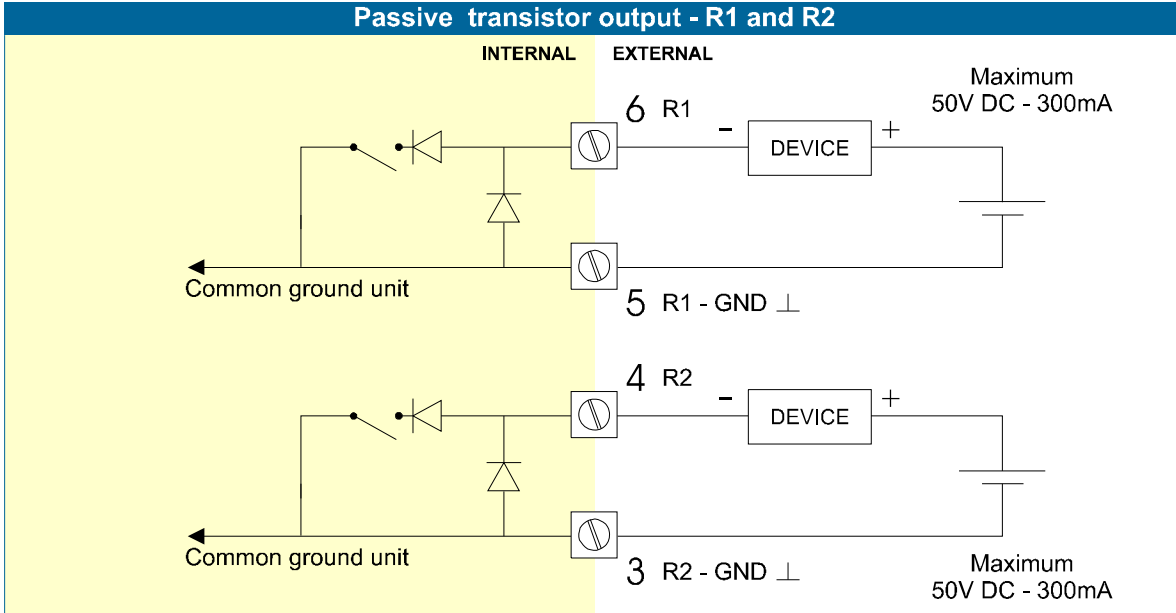 Passive transistor output - R1 and R2
INTERNAL EXTERNAL
Maximum
50V DC - 300mA
6 R1
- DEVICE +
Common ground unit
5 R1 - GND ⊥
4 R2
- DEVICE +
Common ground unit
3 R2 - GND ⊥
Maximum
50V DC - 300mA